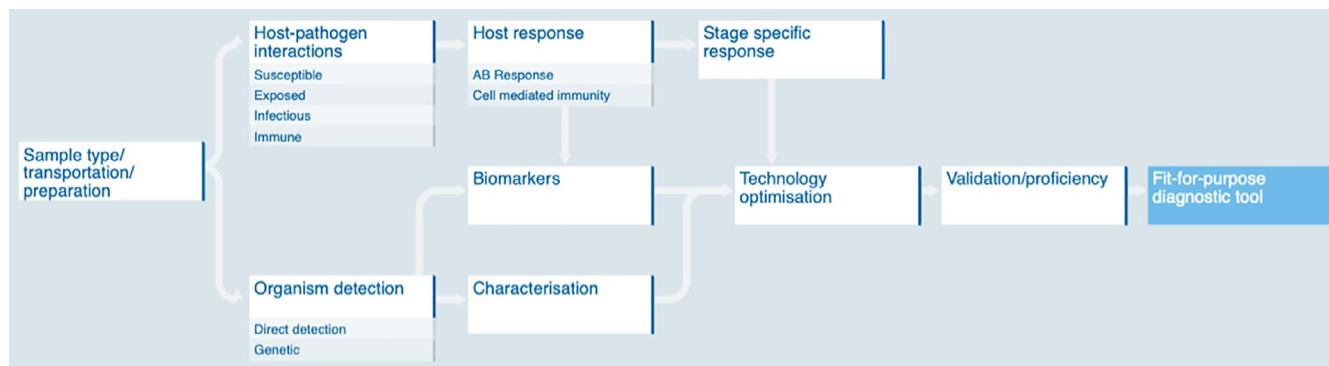 Host-pathogen
interactions
Susceptible
Exposed
Infectious
Immune
Host response
AB Response
Cell mediated immunity
Stage specific
response
Sample type/
transportation/
preparation
Biomarkers
Technology
optimisation
Validation/proficiency
Fit-for-purpose
diagnostic tool
Organism detection
Direct detection
Genetic
Characterisation